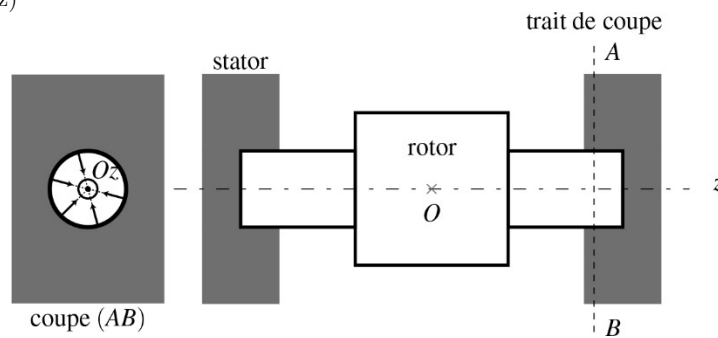 z)
trait de coupe
A
stator
rotor
Oz
z
O
coupe (AB)
B